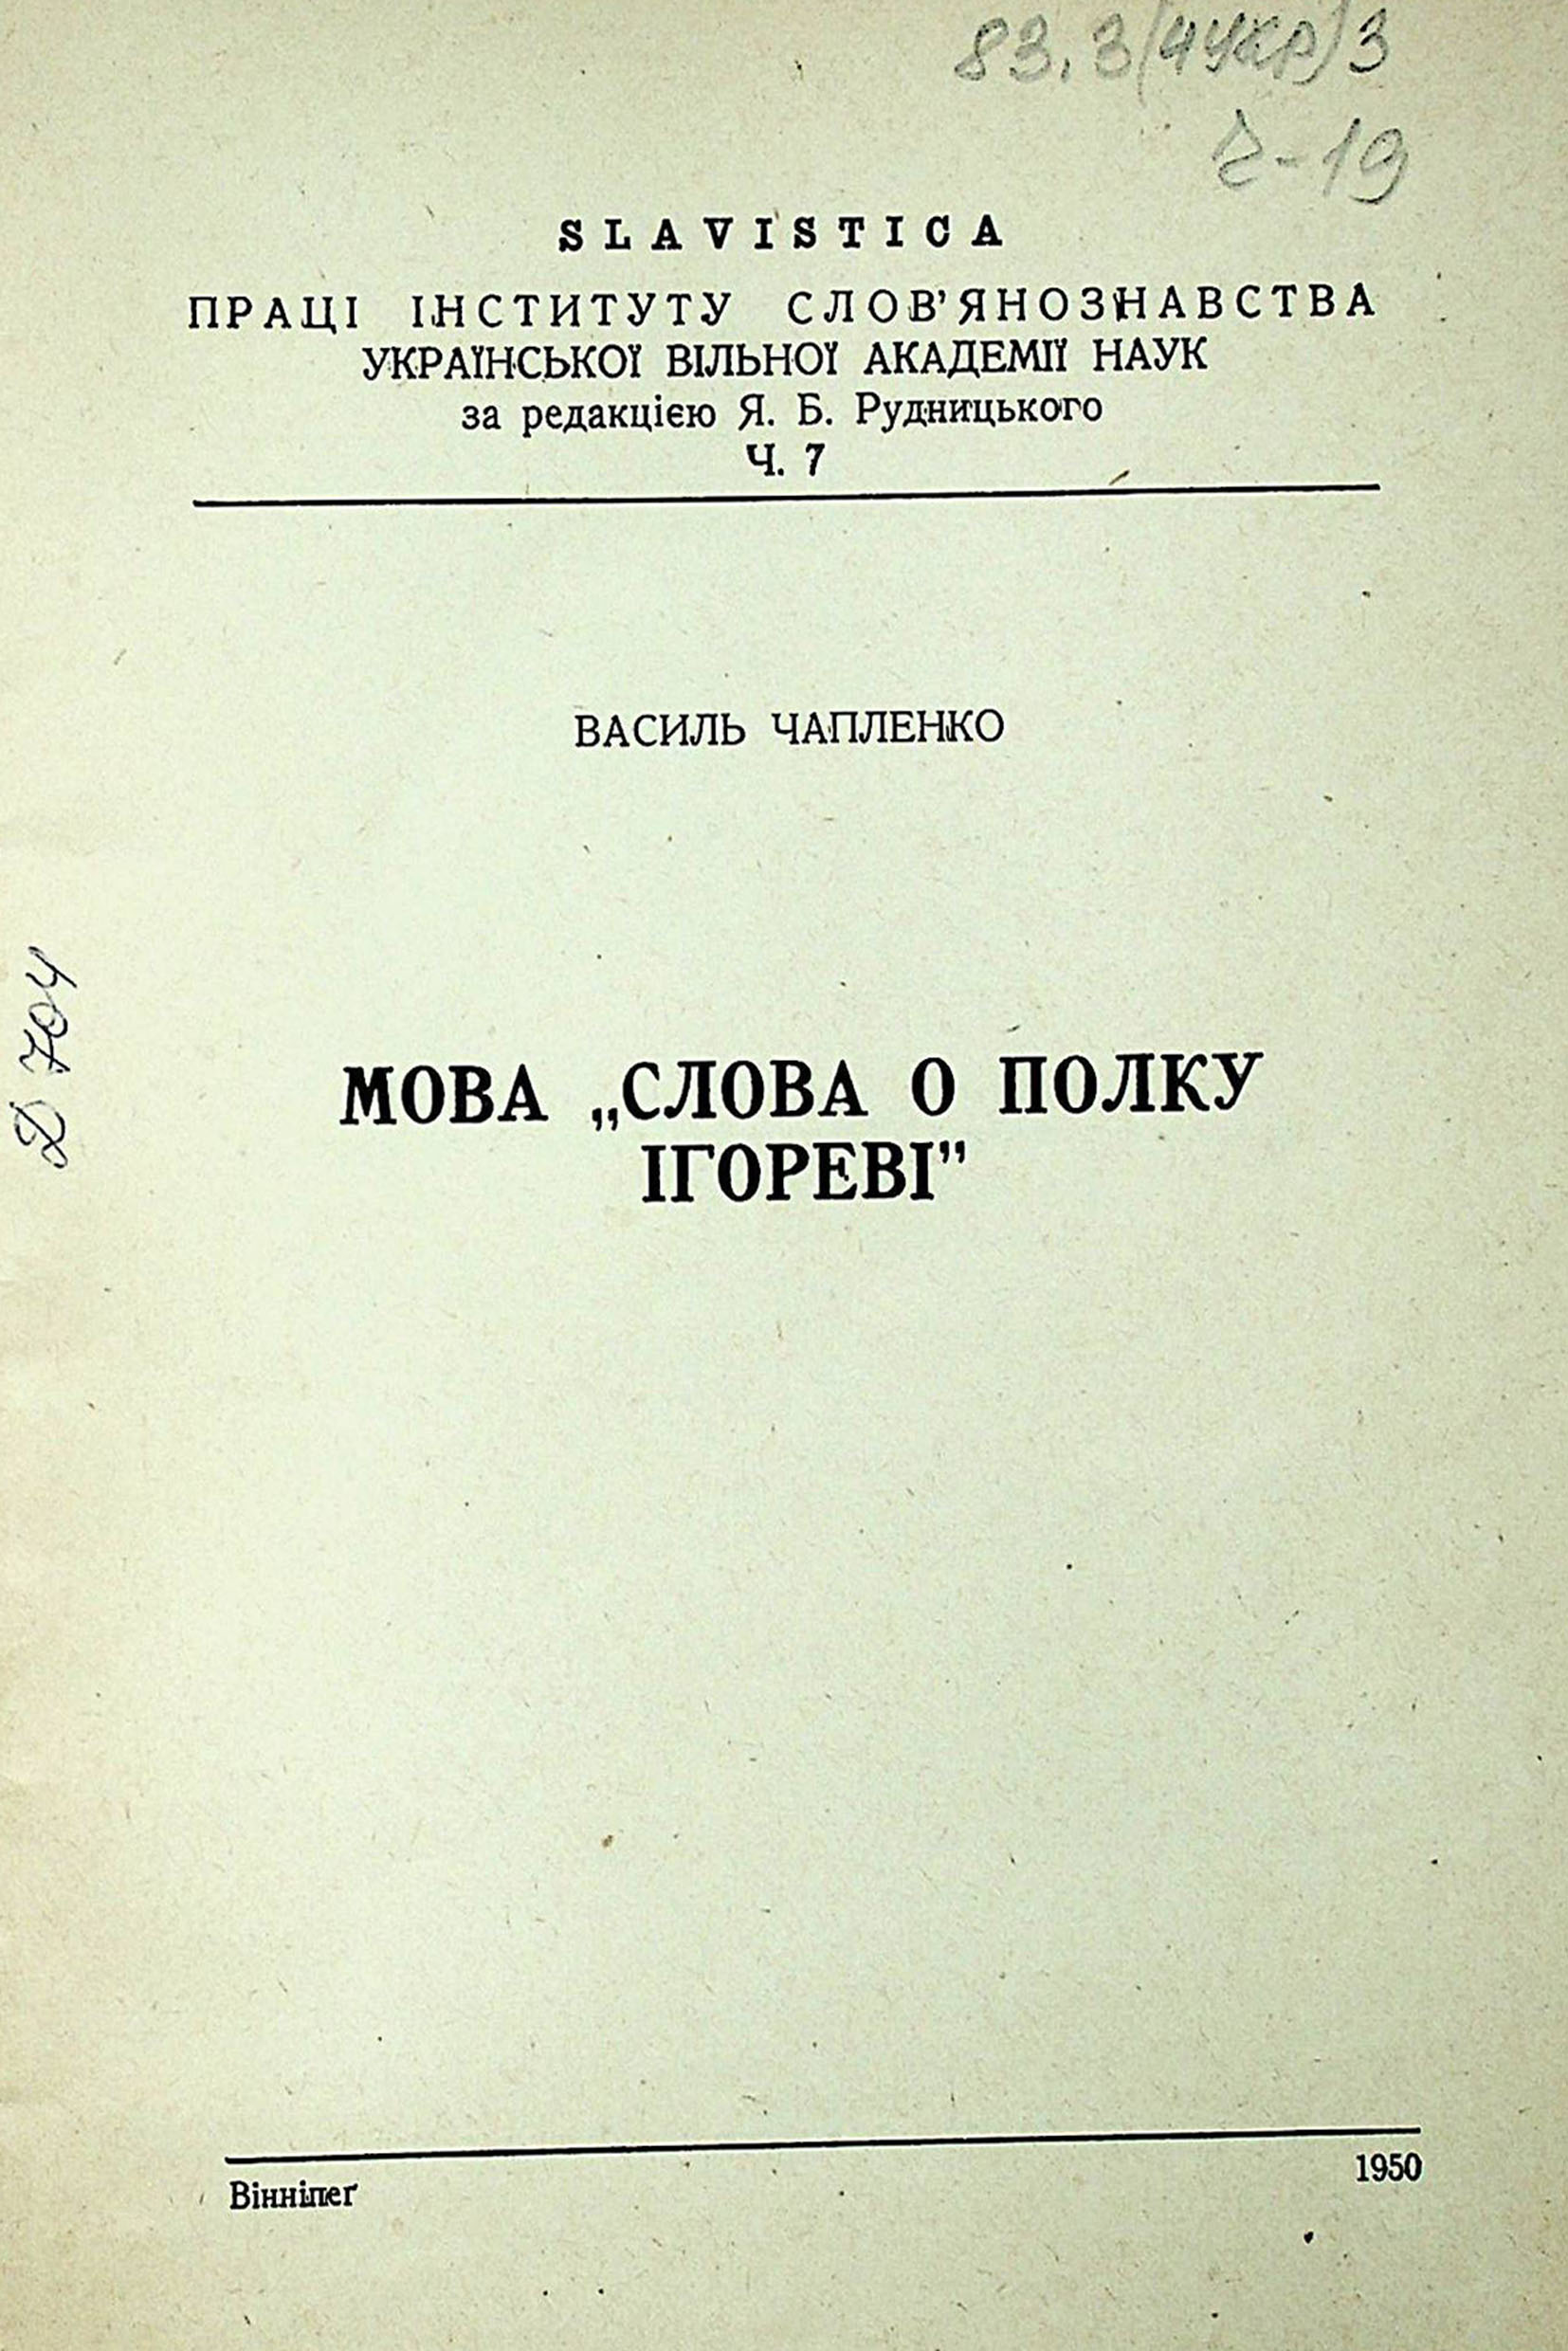 83.3(4УКР)3
Ч-19
SLAVISTICA
ПРАЦІ ІНСТИТУТУ СЛОВ'ЯНОЗНАВСТВА
УКРАЇНСЬКОЇ ВІЛЬНОЇ АКАДЕМІЇ НАУК
за редакцією Я. Б. Рудницького
Ч. 7
ВАСИЛЬ ЧАПЛЕНКО
Д 704
МОВА „СЛОВА О ПОЛКУ
ІГОРЕВІ”
Вінніпеґ
1950